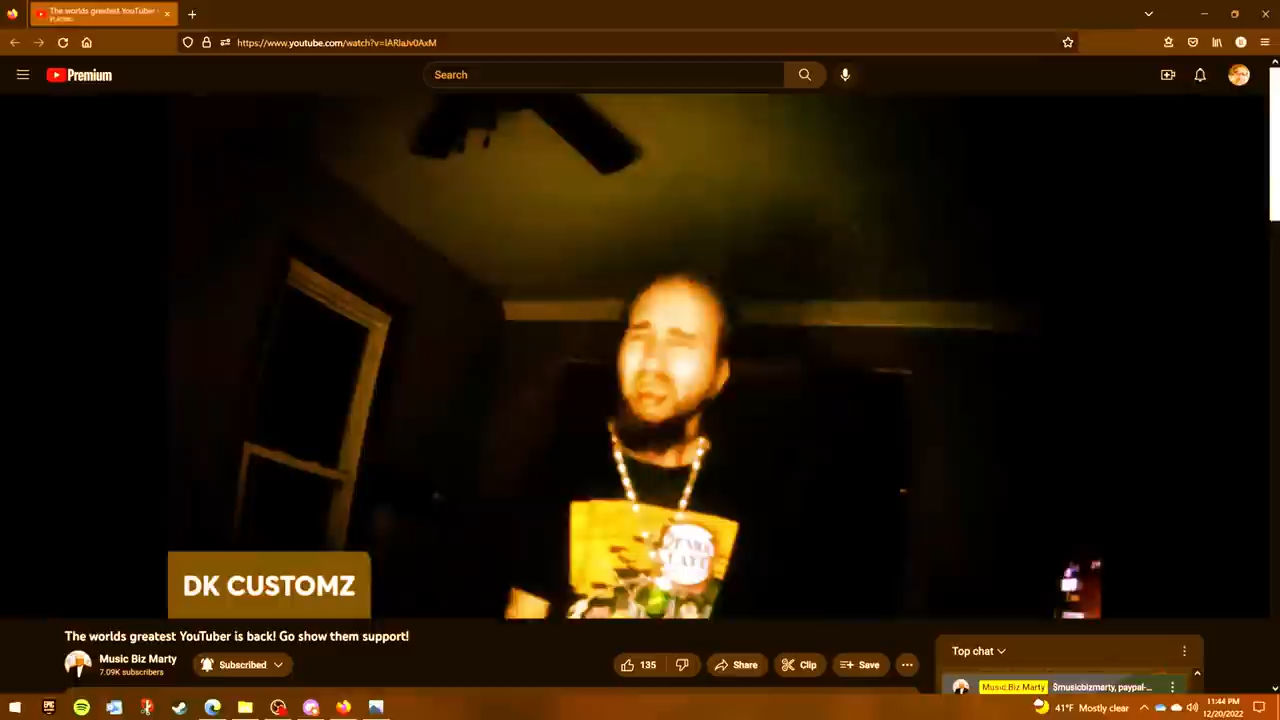 The worlds greatest YouTuber
PLAYING
https://www.youtube.com/watch?v=lARlaJv0AxM
Premium
Search
DK CUSTOMZ
The worlds greatest YouTuber is back! Go show them support!
Music Biz Marty
7.09K subscribers
Subscribed
135
Share
Clip
Save
Top chat
Music Biz Marty $musicbizmarty, paypal-...
41°F Mostly clear
11:44 PM
12/20/2022